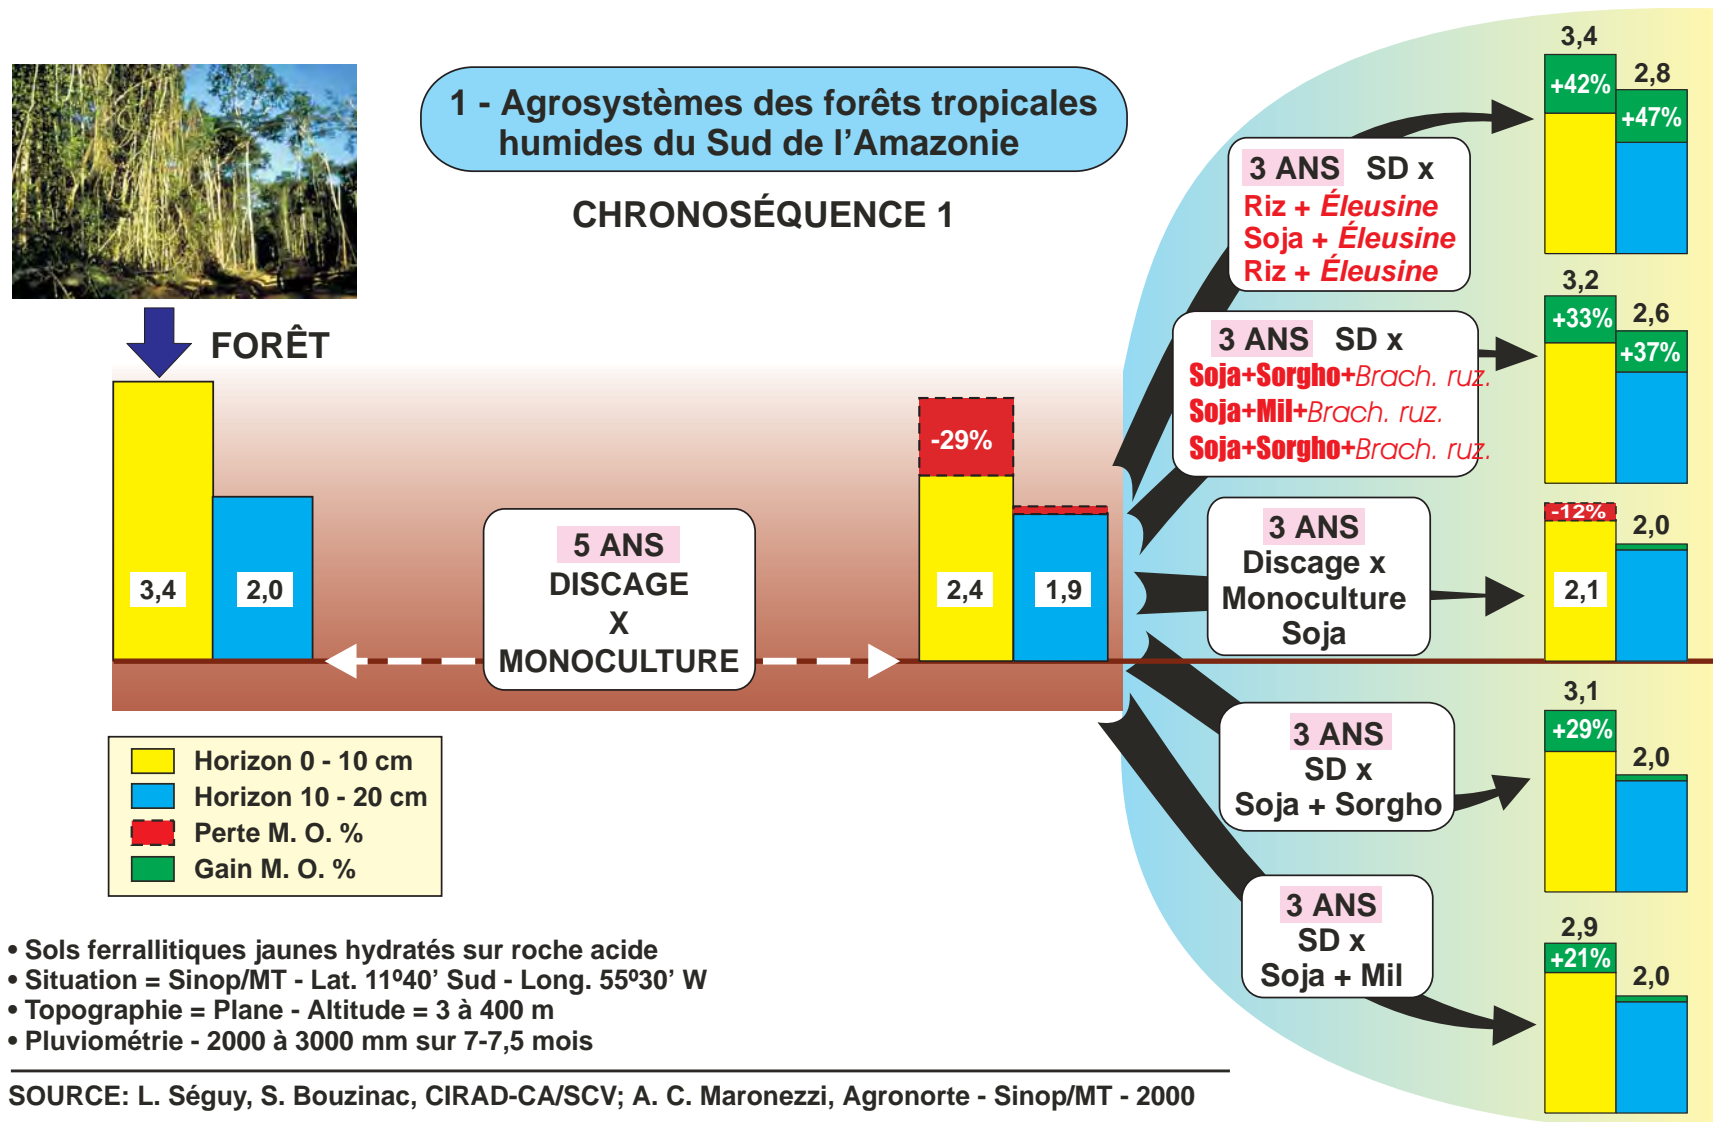 1 - Agrosystèmes des forêts tropicales
humides du Sud de l'Amazonie
CHRONOSÉQUENCE 1
FORÊT
3,4
2,0
5 ANS
DISCAGE
X
MONOCULTURE
-29%
2,4
1,9
3 ANS SD x
Riz + Éleusine
Soja + Éleusine
Riz + Éleusine
3,4
+42%
2,8
+47%
3 ANS SD x
Soja+Sorgho+Brach. ruz.
Soja+Mil+Brach. ruz.
Soja+Sorgho+Brach. ruz.
3,2
+33%
2,6
+37%
3 ANS
Discage x
Monoculture
Soja
-12%
2,1
2,0
3 ANS
SD x
Soja + Sorgho
3,1
+29%
2,0
3 ANS
SD x
Soja + Mil
2,9
+21%
2,0
Horizon 0 - 10 cm
Horizon 10 - 20 cm
Perte M. O. %
Gain M. O. %
• Sols ferrallitiques jaunes hydratés sur roche acide
• Situation = Sinop/MT - Lat. 11º40' Sud - Long. 55º30' W
• Topographie = Plane - Altitude = 3 à 400 m
• Pluviométrie - 2000 à 3000 mm sur 7-7,5 mois
SOURCE: L. Séguy, S. Bouzinac, CIRAD-CA/SCV; A. C. Maronezzi, Agronorte - Sinop/MT - 2000